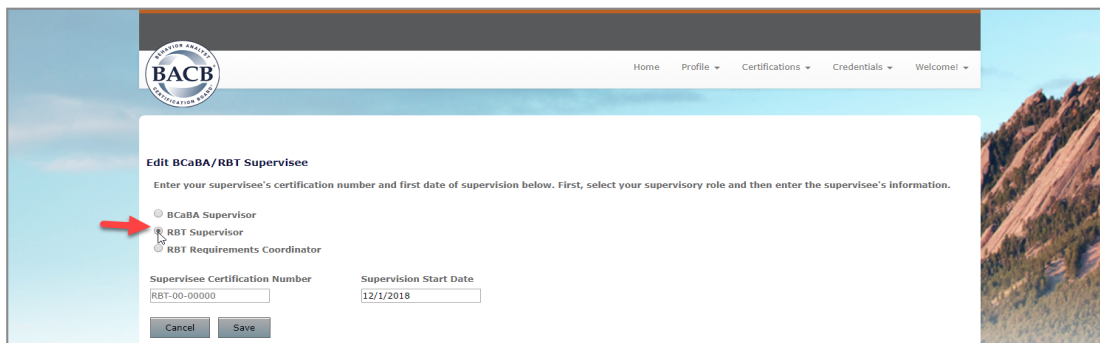 BEHAVIOR ANALYST
BACB
CERTIFICATION BOARD
Home Profile Certifications Credentials Welcome!
Edit BCaBA/RBT Supervisee
Enter your supervisee's certification number and first date of supervision below. First, select your supervisory role and then enter the supervisee's information.
BCaBA Supervisor
RBT Supervisor
RBT Requirements Coordinator
Supervisee Certification Number Supervision Start Date
RBT-00-00000 12/1/2018
Cancel Save